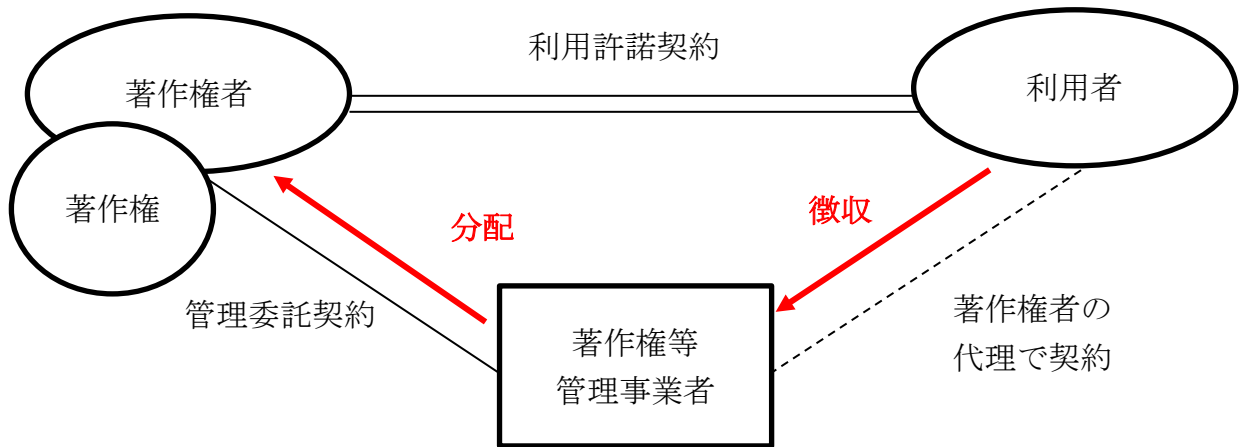 利用許諾契約
著作権者
利用者
著作権
分配
徴収
管理委託契約
著作権等
管理事業者
著作権者の
代理で契約